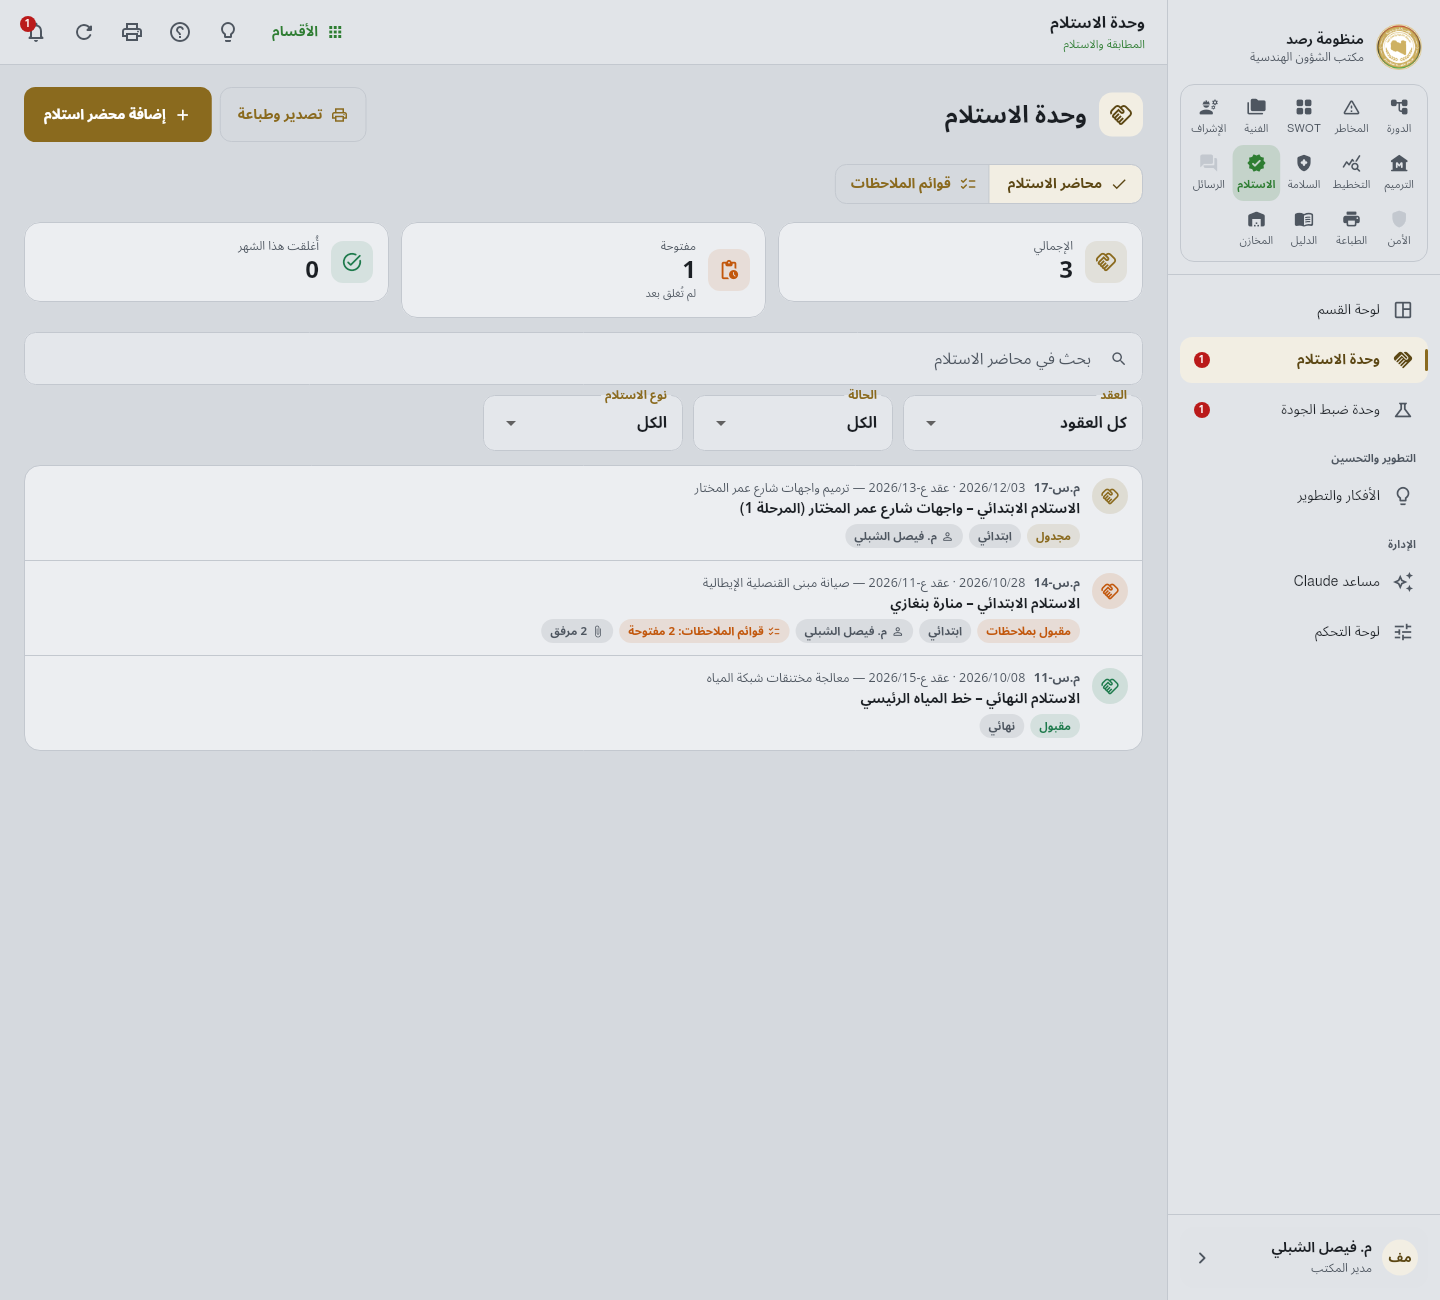 منظومة رصد
مكتب الشؤون الهندسية
الدورة
المخاطر
SWOT
الفنية
الإشراف
الترميم
التخطيط
السلامة
الاستلام
الرسائل
الأمن
الطباعة
الدليل
المخازن
لوحة القسم
وحدة الاستلام
1
وحدة ضبط الجودة
1
التطوير والتحسين
الأفكار والتطوير
الإدارة
مساعد Claude
لوحة التحكم
م. فيصل الشبلي
مدير المكتب
مف
وحدة الاستلام
المطابقة والاستلام
الأقسام
1
وحدة الاستلام
تصدير وطباعة
إضافة محضر استلام
محاضر الاستلام
قوائم الملاحظات
الإجمالي
3
مفتوحة
1
لم تُغلق بعد
أُغلقت هذا الشهر
0
بحث في محاضر الاستلام
العقد
كل العقود
الحالة
الكل
نوع الاستلام
الكل
م.س-17 2026/12/03 · عقد ع-2026/13 — ترميم واجهات شارع عمر المختار
الاستلام الابتدائي – واجهات شارع عمر المختار (المرحلة 1)
مجدول
ابتدائي
م. فيصل الشبلي
م.س-14 2026/10/28 · عقد ع-2026/11 — صيانة مبنى القنصلية الإيطالية
الاستلام الابتدائي – منارة بنغازي
مقبول بملاحظات
ابتدائي
م. فيصل الشبلي
قوائم الملاحظات: 2 مفتوحة
2 مرفق
م.س-11 2026/10/08 · عقد ع-2026/15 — معالجة مختنقات شبكة المياه
الاستلام النهائي – خط المياه الرئيسي
مقبول
نهائي